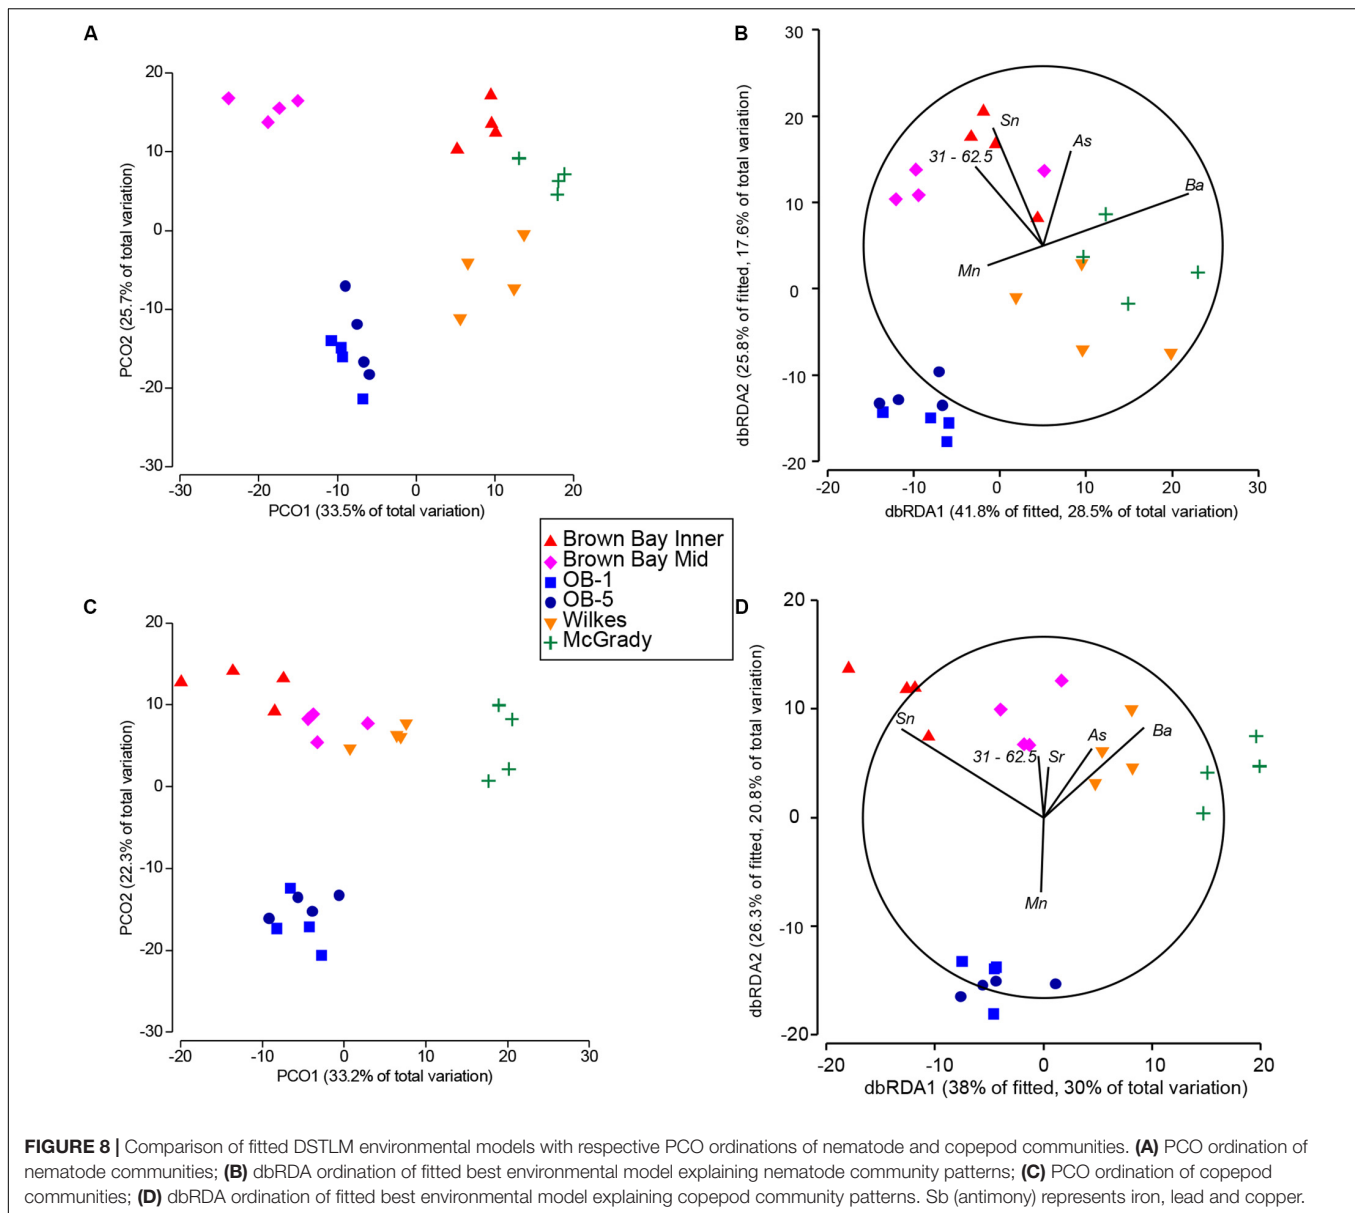 A
20
10
0
-10
-20
-30
PCO2 (25.7% of total variation)
-30 -20 -10 0 10 20
PCO1 (33.5% of total variation)
B
30
20
10
0
-10
-20
dbRDA2 (25.8% of fitted, 17.6% of total variation)
Sn
As
31 - 62.5
Ba
Mn
-20 -10 0 10 20 30
dbRDA1 (41.8% of fitted, 28.5% of total variation)
Brown Bay Inner
Brown Bay Mid
OB-1
OB-5
Wilkes
McGrady
C
20
10
0
-10
-20
-30
PCO2 (22.3% of total variation)
-20 -10 0 10 20 30
PCO1 (33.2% of total variation)
D
20
10
0
-10
-20
dbRDA2 (26.3% of fitted, 20.8% of total variation)
Sn
31 - 62.5
Sr
As
Ba
Mn
-20 -10 0 10 20
dbRDA1 (38% of fitted, 30% of total variation)
FIGURE 8 | Comparison of fitted DSTLM environmental models with respective PCO ordinations of nematode and copepod communities. (A) PCO ordination of
nematode communities; (B) dbRDA ordination of fitted best environmental model explaining nematode community patterns; (C) PCO ordination of copepod
communities; (D) dbRDA ordination of fitted best environmental model explaining copepod community patterns. Sb (antimony) represents iron, lead and copper.